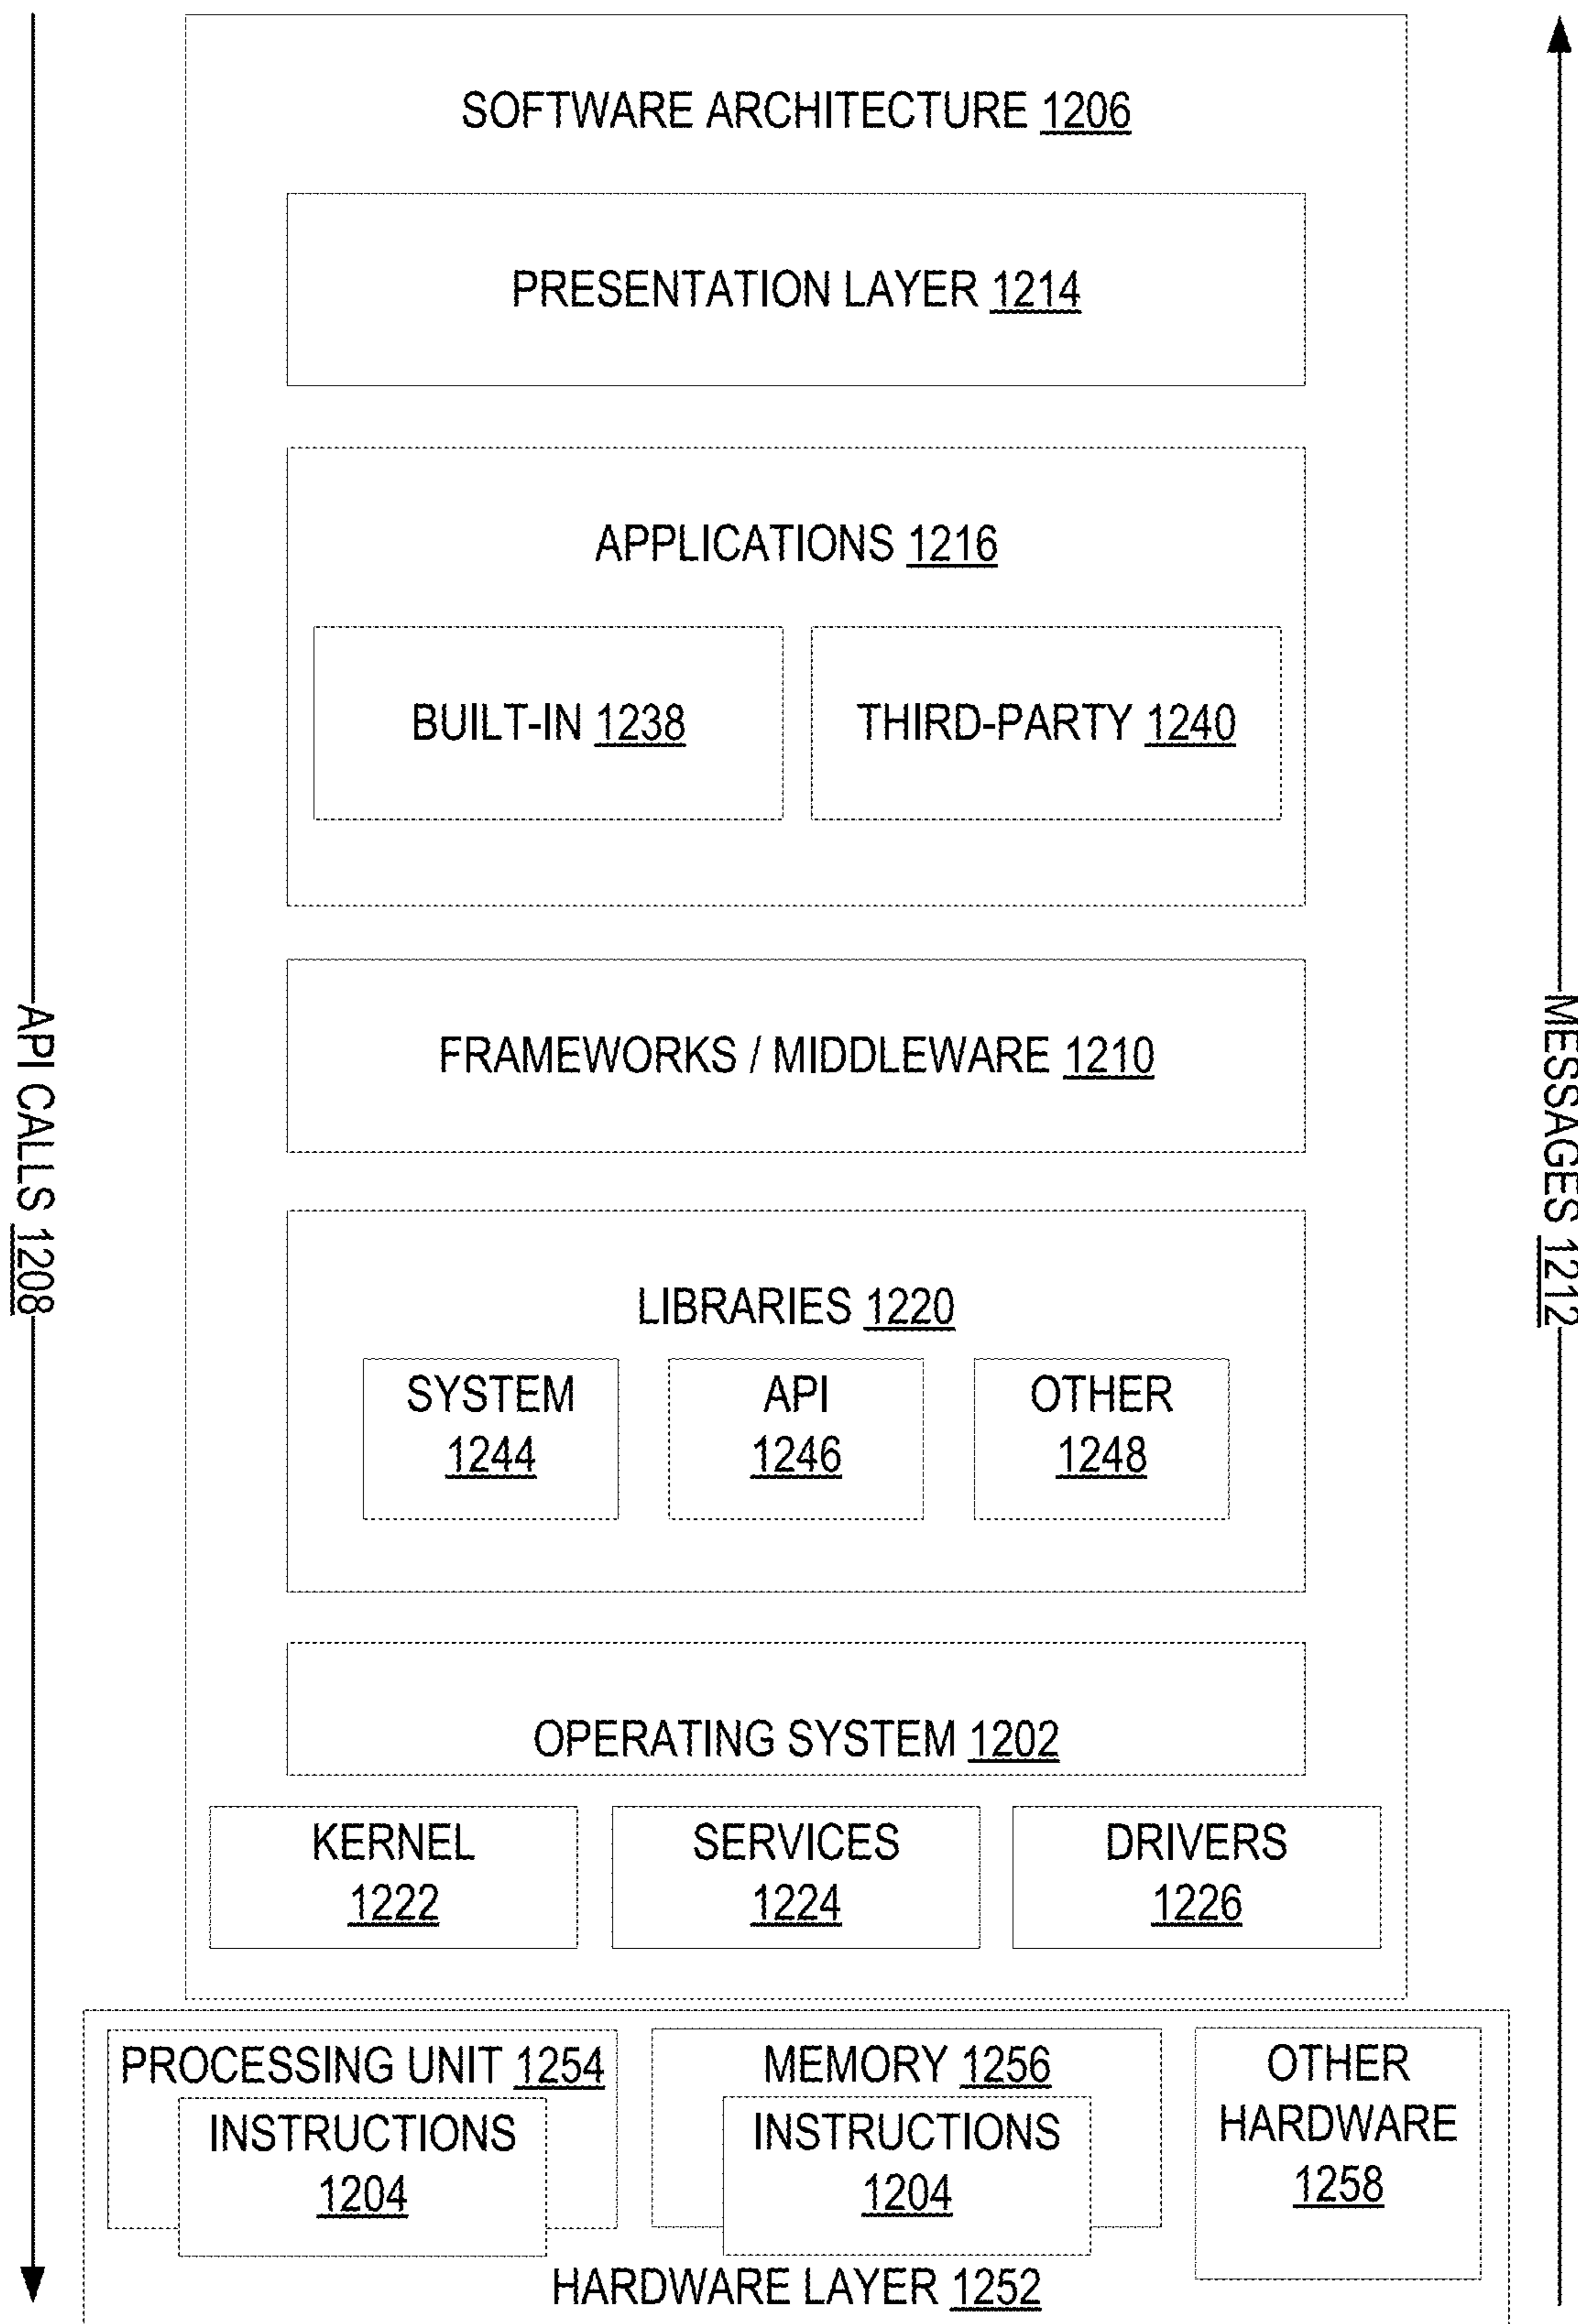 SOFTWARE ARCHITECTURE 1206
PRESENTATION LAYER 1214
APPLICATIONS 1216
BUILT-IN 1238
THIRD-PARTY 1240
FRAMEWORKS / MIDDLEWARE 1210
API CALLS 1208
MESSAGES 1212
LIBRARIES 1220
SYSTEM
1244
API
1246
OTHER
1248
OPERATING SYSTEM 1202
KERNEL
1222
SERVICES
1224
DRIVERS
1226
PROCESSING UNIT 1254
INSTRUCTIONS
1204
MEMORY 1256
INSTRUCTIONS
1204
OTHER
HARDWARE
1258
HARDWARE LAYER 1252